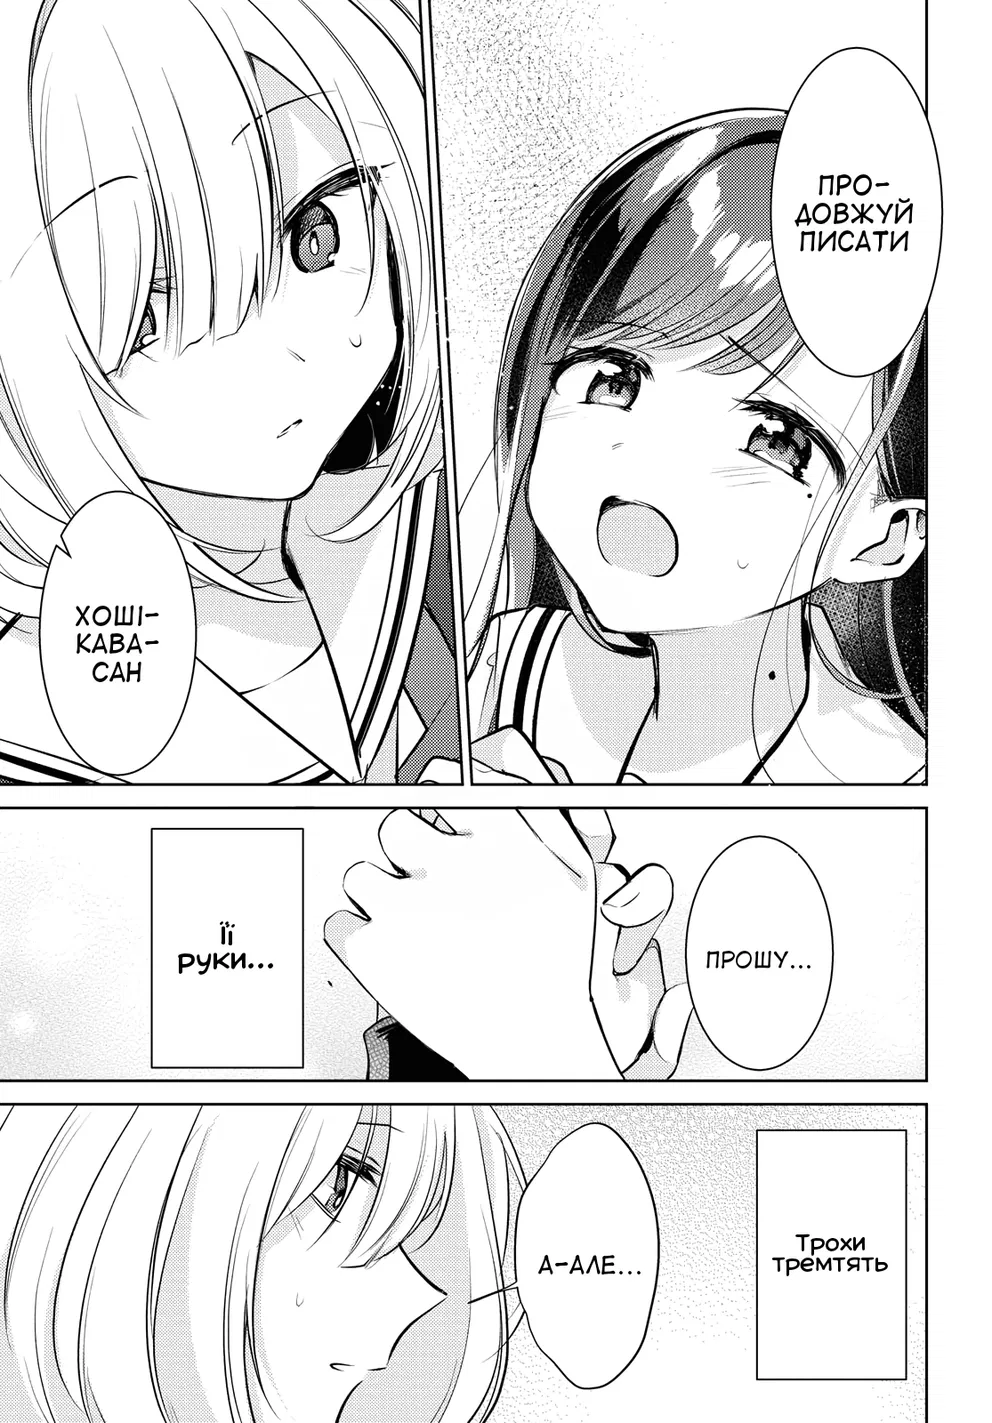 ПРО-
ДОВЖУЙ
ПИСАТИ
ХОШІ-
КАВА-
САН
ПРОШУ...
Її
руки...
Трохи
тремтять
А-АЛЕ...